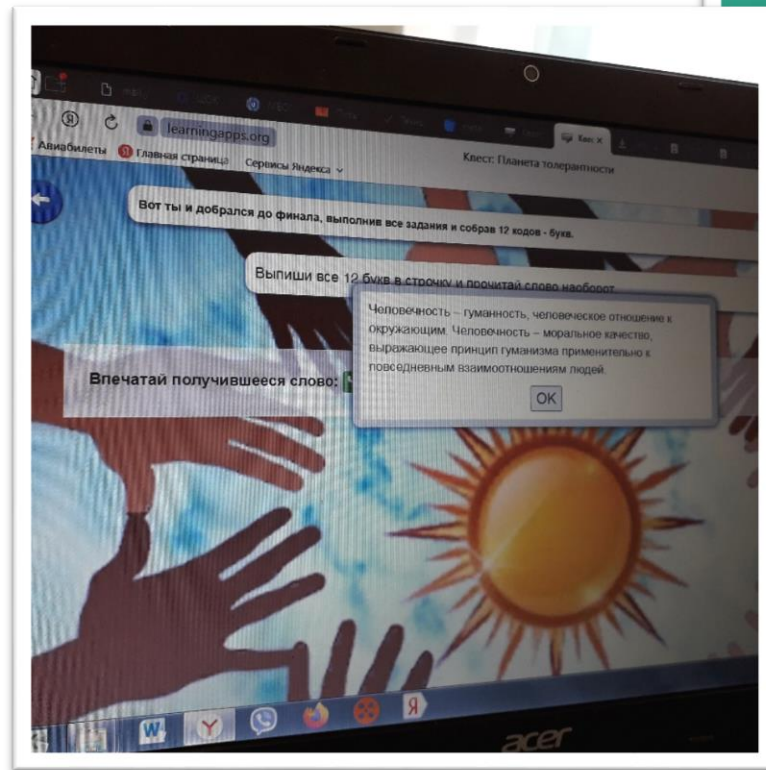 learningapps.org
Квест: Планета толерантности
Авиабилеты Главная страница Сервисы Яндекса
Вот ты и добрался до финала, выполнив все задания и собрав 12 кодов - букв.
Выпиши все 12 букв в строчку и прочитай слово наоборот
Человечность – гуманность, человеческое отношение к
окружающим. Человечность – моральное качество,
выражающее принцип гуманизма применительно к
повседневным взаимоотношениям людей.
OK
Впечатай получившееся слово:
acer